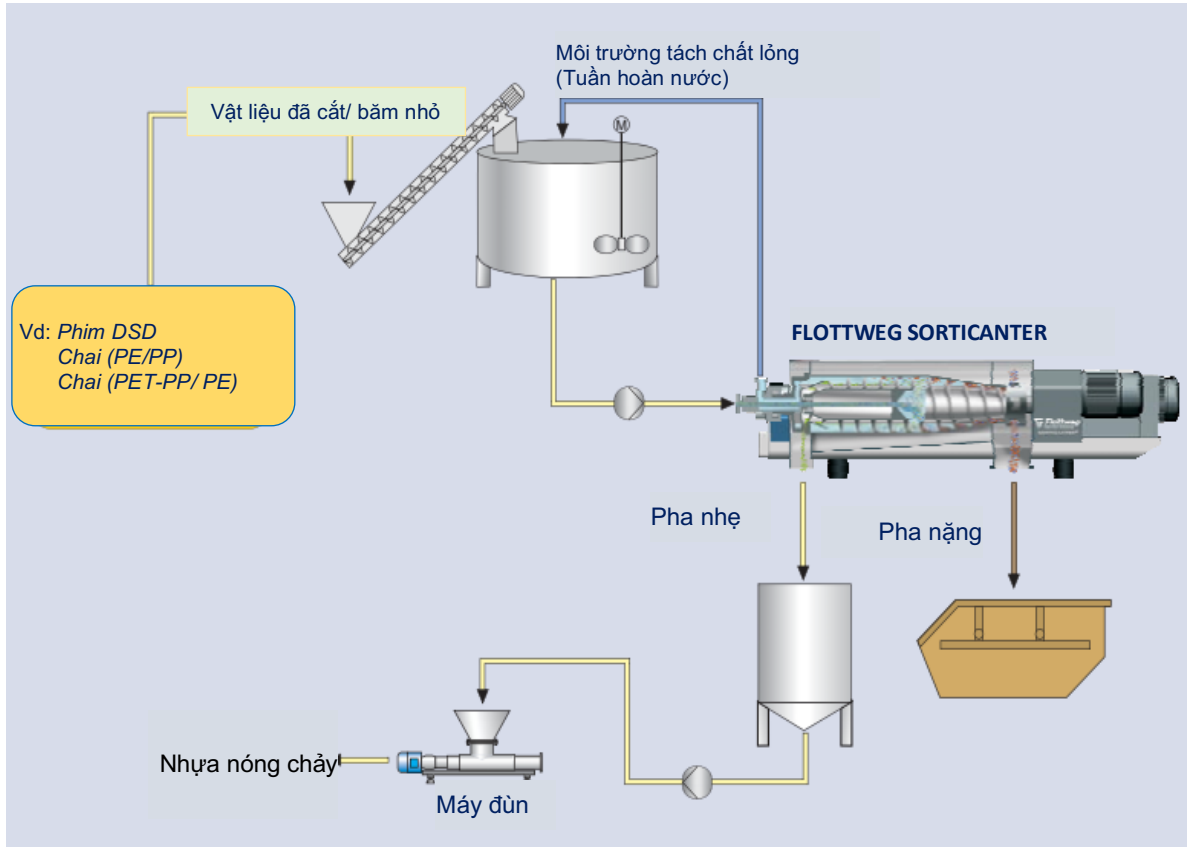 Môi trường tách chất lỏng
(Tuần hoàn nước)
Vật liệu đã cắt/ băm nhỏ
M
Vd: Phim DSD
Chai (PE/PP)
Chai (PET-PP/ PE)
FLOTTWEG SORTICANTER
Flottweg
Pha nhẹ
Pha nặng
Nhựa nóng chảy
Máy đùn